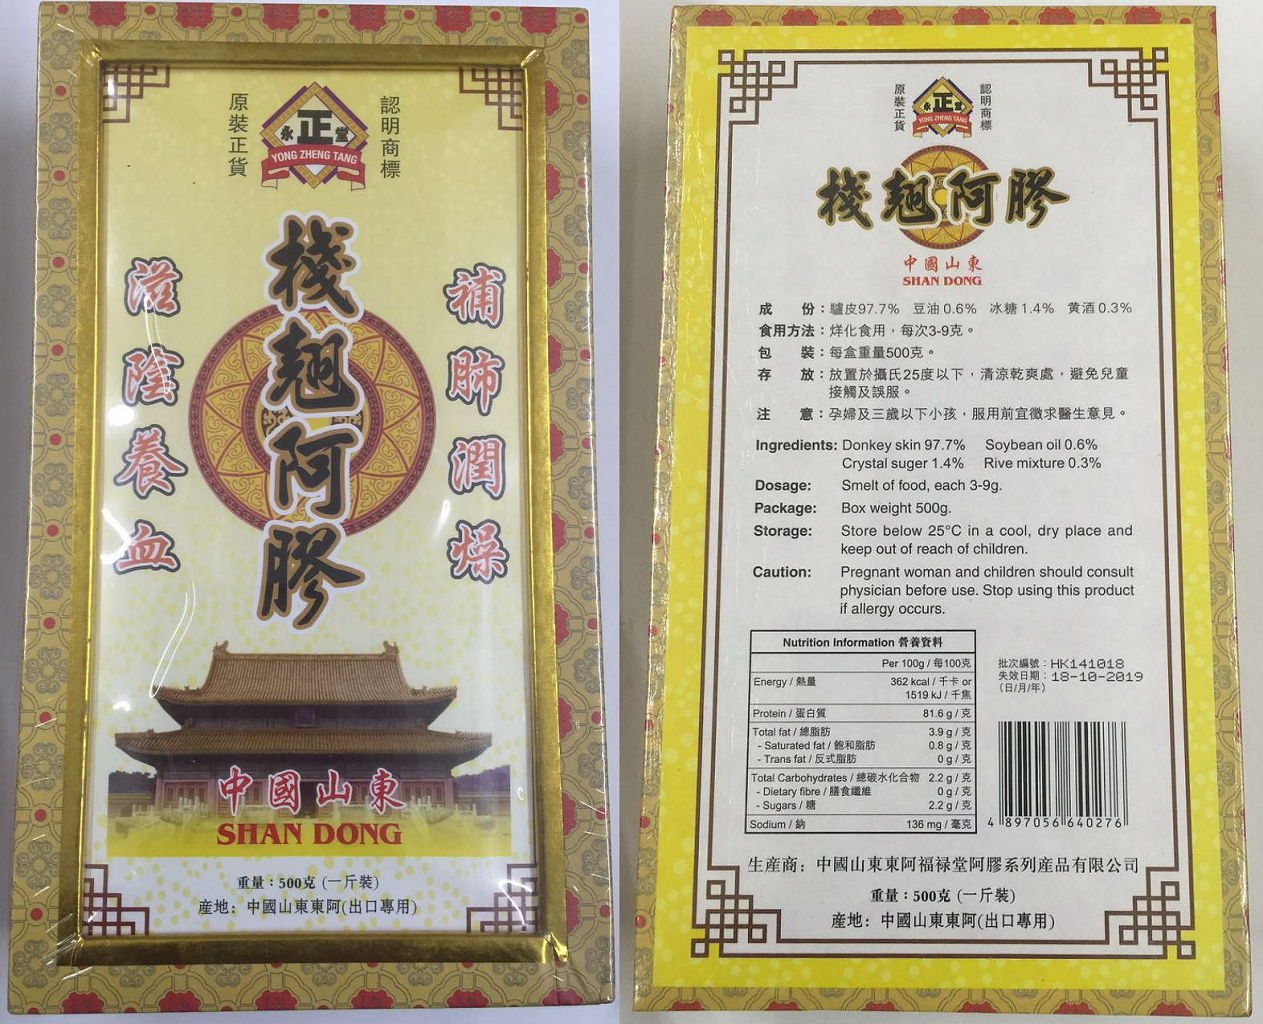 原裝正貨
永正堂
YONG ZHENG TANG
認明商標
棧翹阿膠
補肺潤燥
滋陰養血
中國山東
SHAN DONG
重量：500克 (一斤裝)
産地：中國山東東阿(出口專用)
原裝正貨
永正堂
YONG ZHENG TANG
認明商標
棧翹阿膠
中國山東
SHAN DONG
成　份：驢皮97.7%　豆油 0.6%　冰糖 1.4%　黄酒 0.3%
食用方法：烊化食用，每次3-9克。
包　裝：每盒重量500克。
存　放：放置於攝氏25度以下，清涼乾爽處，避免兒童
接觸及誤服。
注　意：孕婦及三歲以下小孩，服用前宜徵求醫生意見。
Ingredients: Donkey skin 97.7%　Soybean oil 0.6%
Crystal suger 1.4%　Rive mixture 0.3%
Dosage: Smelt of food, each 3-9g.
Package: Box weight 500g.
Storage: Store below 25°C in a cool, dry place and
keep out of reach of children.
Caution: Pregnant woman and children should consult
physician before use. Stop using this product
if allergy occurs.
Nutrition Information 營養資料
Per 100g / 每100克
Energy / 熱量 362 kcal / 千卡 or
1519 kJ / 千焦
Protein / 蛋白質 81.6 g / 克
Total fat / 總脂肪 3.9 g / 克
- Saturated fat / 飽和脂肪 0.8 g / 克
- Trans fat / 反式脂肪 0 g / 克
Total Carbohydrates / 總碳水化合物 2.2 g / 克
- Dietary fibre / 膳食纖維 0 g / 克
- Sugars / 糖 2.2 g / 克
Sodium / 鈉 136 mg / 毫克
批次編號：HK141018
失效日期：18-10-2019
(日/月/年)
4 897056 640276
生産商：中國山東東阿福禄堂阿膠系列産品有限公司
重量：500克 (一斤裝)
産地：中國山東東阿(出口專用)